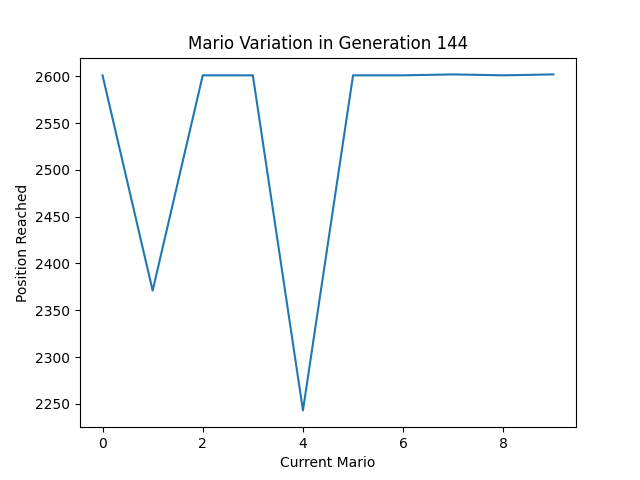 Mario Variation in Generation 144
2600
2550
2500
2450
2400
2350
2300
2250
Position Reached
0 2 4 6 8
Current Mario